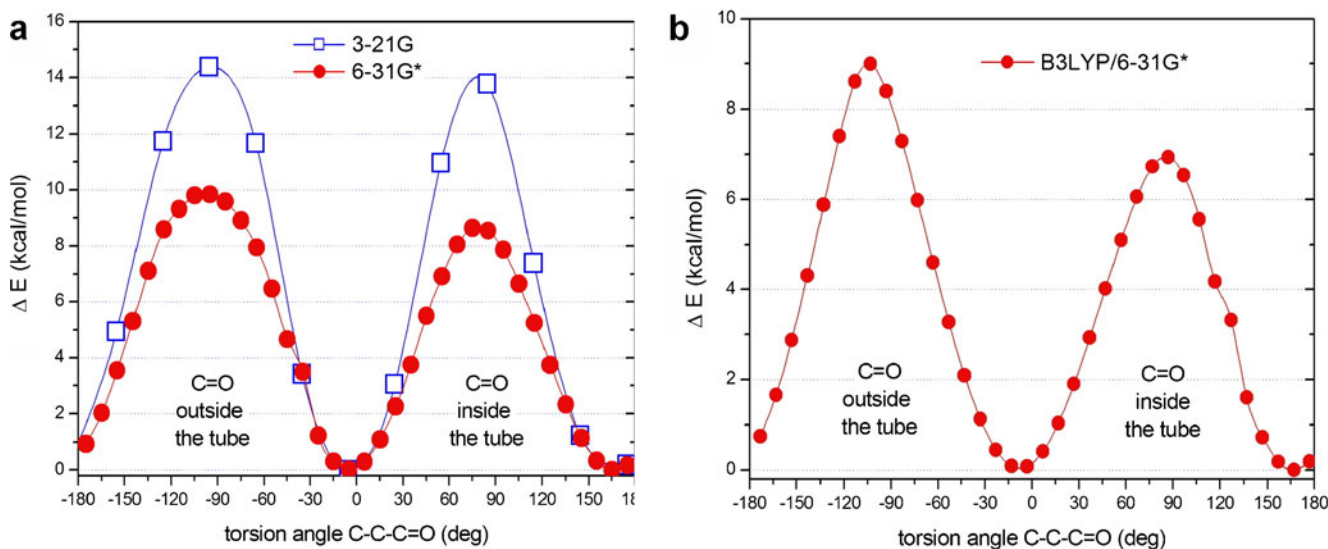 a
3-21G
6-31G*
16
14
12
10
8
6
4
2
0
Δ E (kcal/mol)
C=O
outside
the tube
C=O
inside
the tube
-180 -150 -120 -90 -60 -30 0 30 60 90 120 150 18
torsion angle C-C-C=O (deg)
b
B3LYP/6-31G*
10
8
6
4
2
0
Δ E (kcal/mol)
C=O
outside
the tube
C=O
inside
the tube
-180 -150 -120 -90 -60 -30 0 30 60 90 120 150 180
torsion angle C-C-C=O (deg)